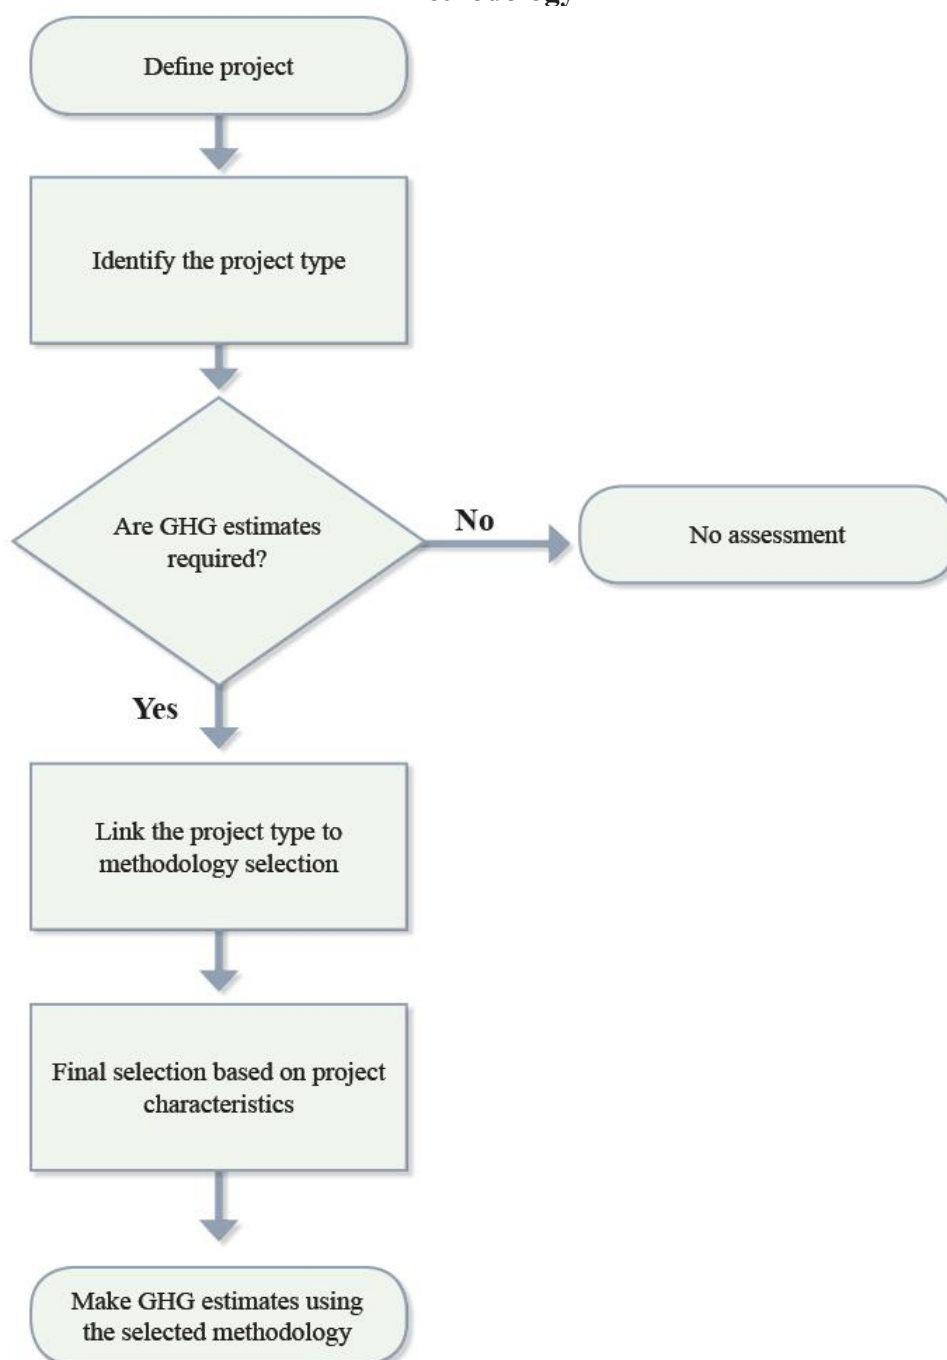 Define project
Identify the project type
Are GHG estimates
required?
No
No assessment
Yes
Link the project type to
methodology selection
Final selection based on project
characteristics
Make GHG estimates using
the selected methodology